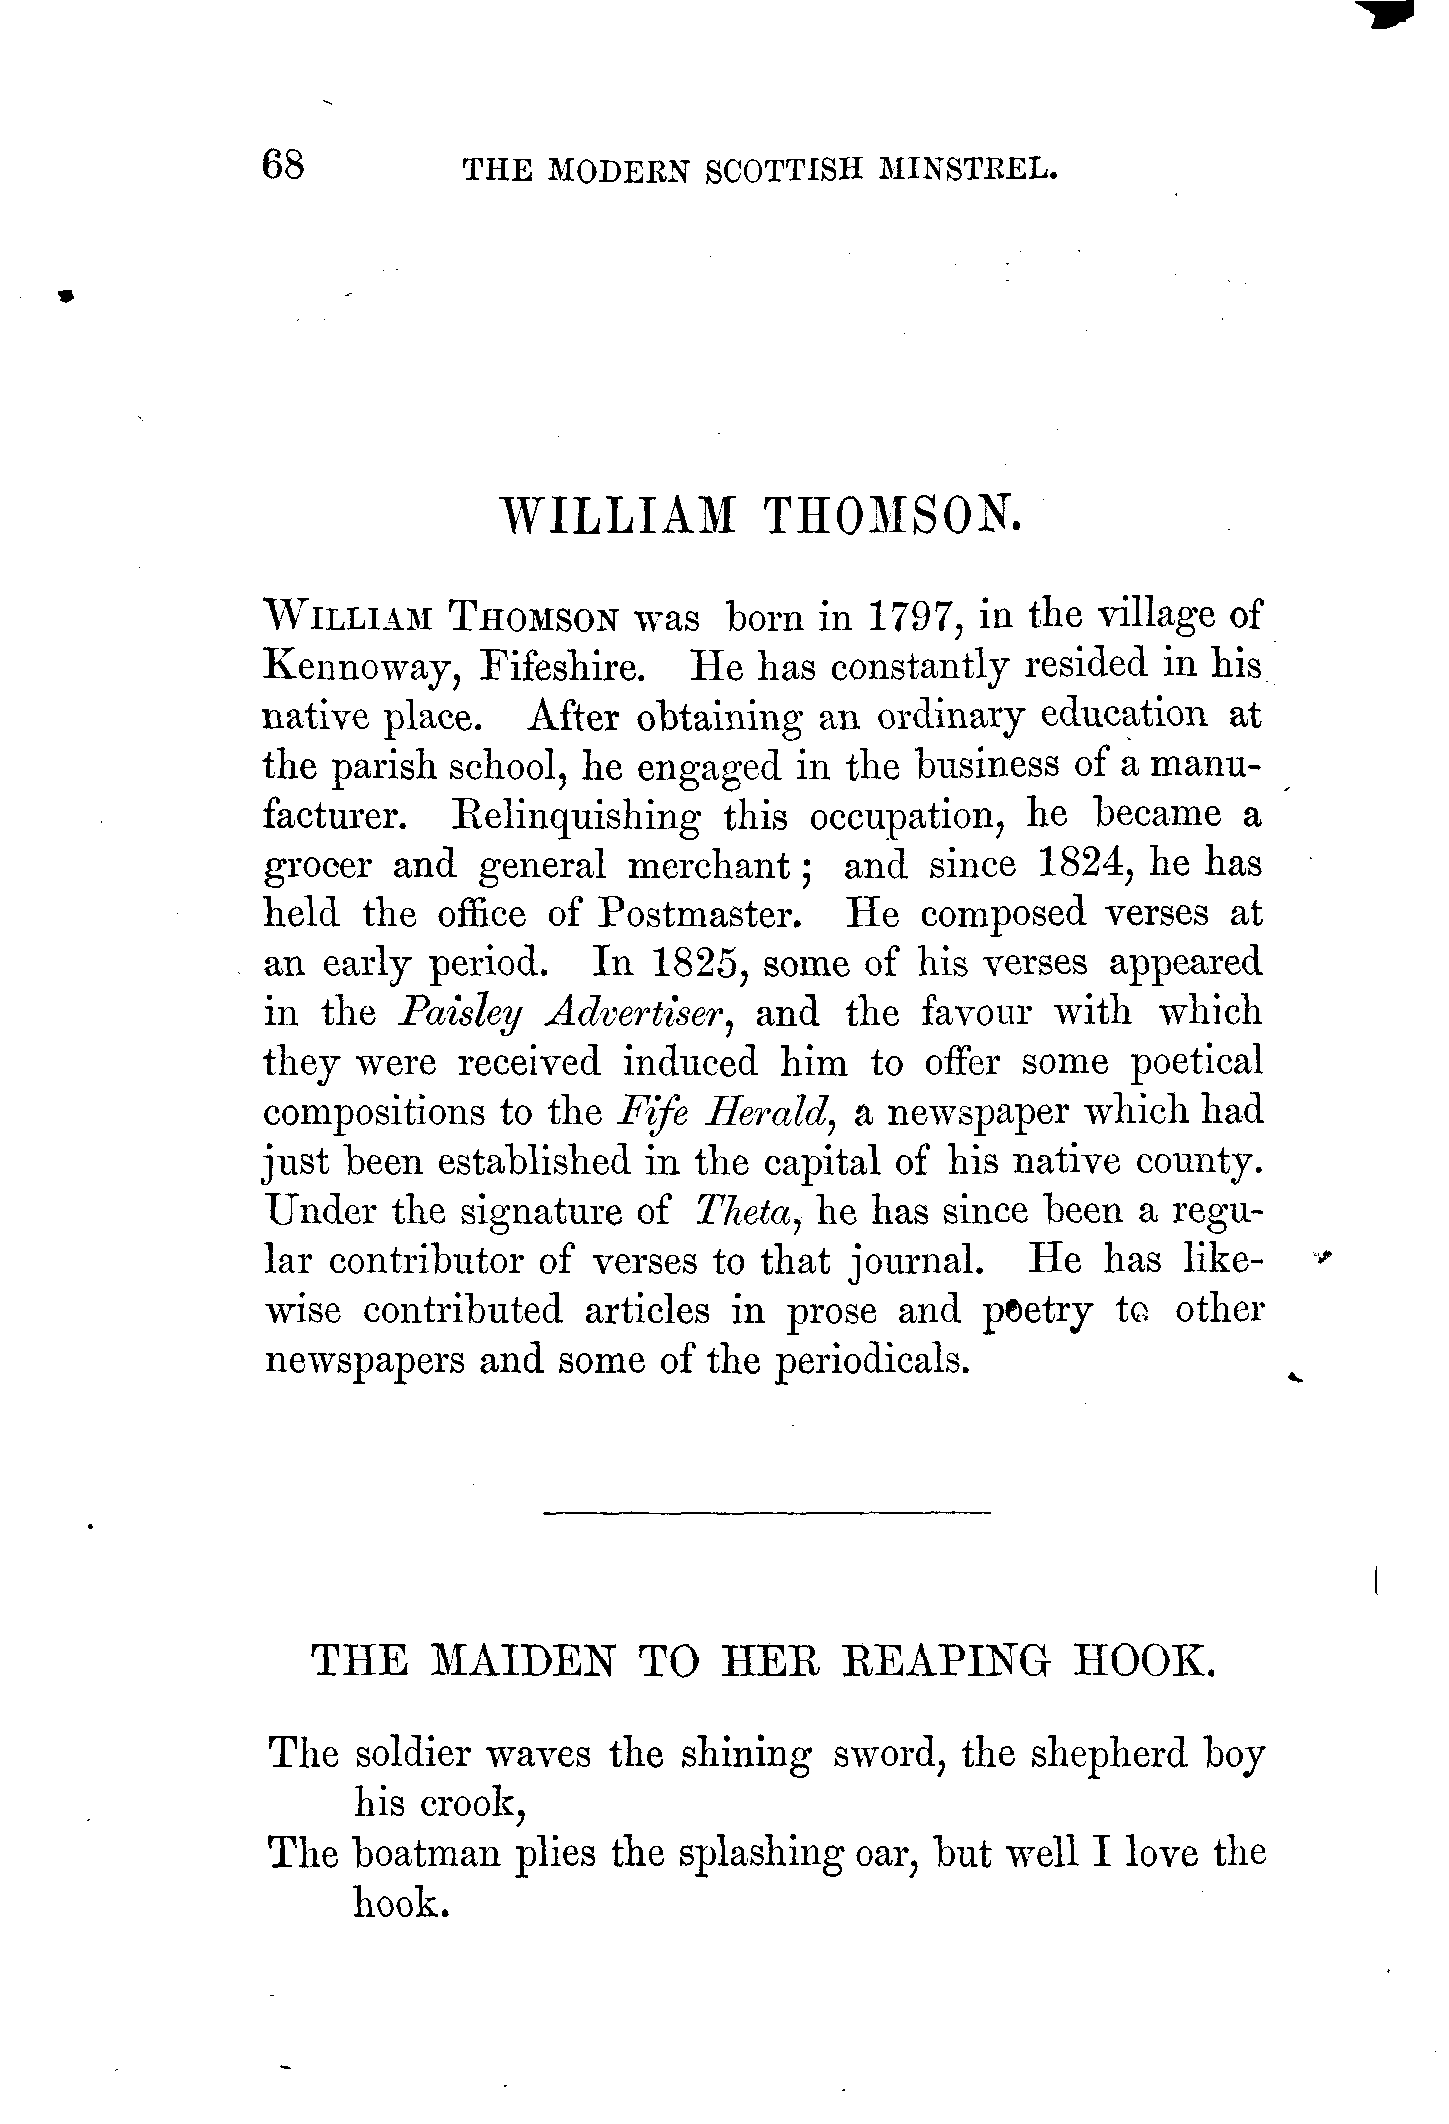 68 THE MODERN SCOTTISH MINSTREL.
WILLIAM THOMSON.
WILLIAM THOMSON was born in 1797, in the village of
Kennoway, Fifeshire. He has constantly resided in his
native place. After obtaining an ordinary education at
the parish school, he engaged in the business of a manu-
facturer. Relinquishing this occupation, he became a
grocer and general merchant; and since 1824, he has
held the office of Postmaster. He composed verses at
an early period. In 1825, some of his verses appeared
in the Paisley Advertiser, and the favour with which
they were received induced him to offer some poetical
compositions to the Fife Herald, a newspaper which had
just been established in the capital of his native county.
Under the signature of Theta, he has since been a regu-
lar contributor of verses to that journal. He has like-
wise contributed articles in prose and poetry to other
newspapers and some of the periodicals.
THE MAIDEN TO HER REAPING HOOK.
The soldier waves the shining sword, the shepherd boy
his crook,
The boatman plies the splashing oar, but well I love the
hook.